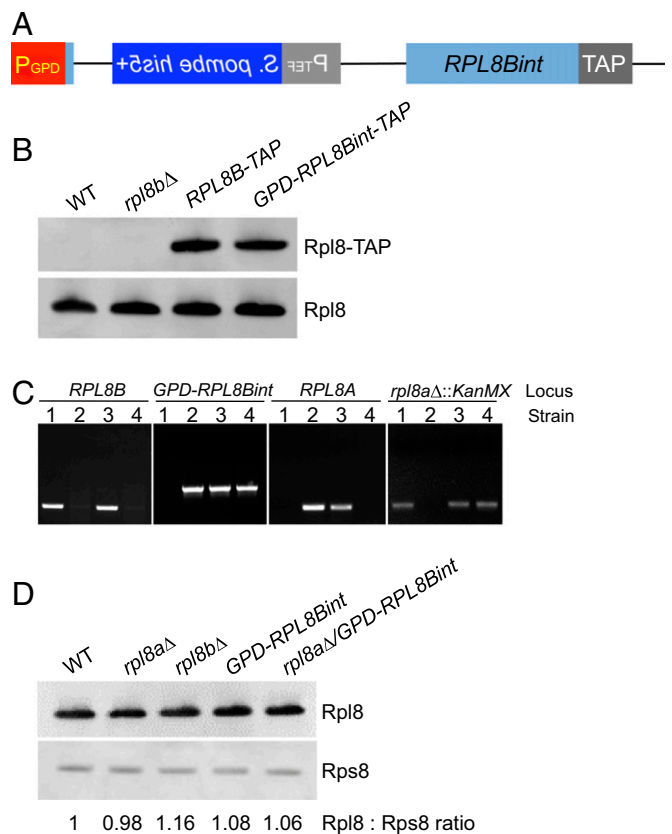 A
PGPD S. pombe his5+ PTEF RPL8Bint TAP
B
WT rpl8bΔ RPL8B-TAP GPD-RPL8Bint-TAP
Rpl8-TAP
Rpl8
C
RPL8B GPD-RPL8Bint RPL8A rpl8aΔ::KanMX Locus
1 2 3 4 1 2 3 4 1 2 3 4 1 2 3 4 Strain
D
WT rpl8aΔ rpl8bΔ GPD-RPL8Bint rpl8aΔ/GPD-RPL8Bint
Rpl8
Rps8
1 0.98 1.16 1.08 1.06 Rpl8 : Rps8 ratio